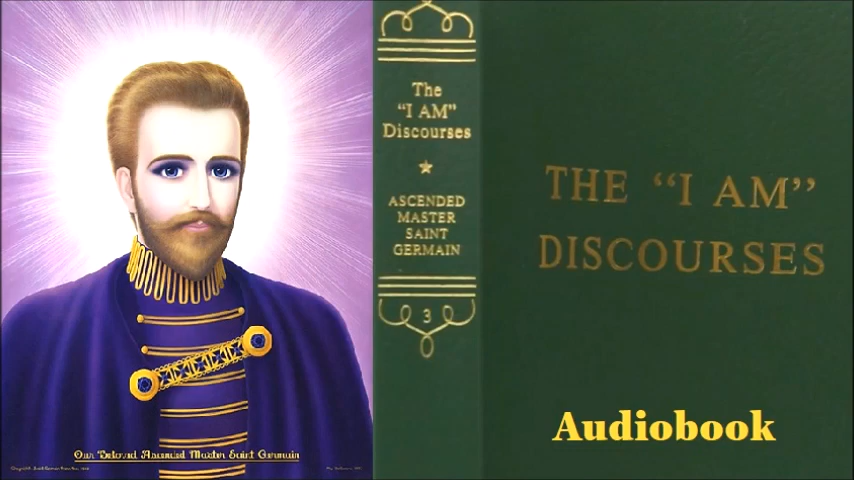 Our Beloved Ascended Master Saint Germain
The
“I AM”
Discourses
ASCENDED
MASTER
SAINT
GERMAIN
3
THE “I AM”
DISCOURSES
Audiobook